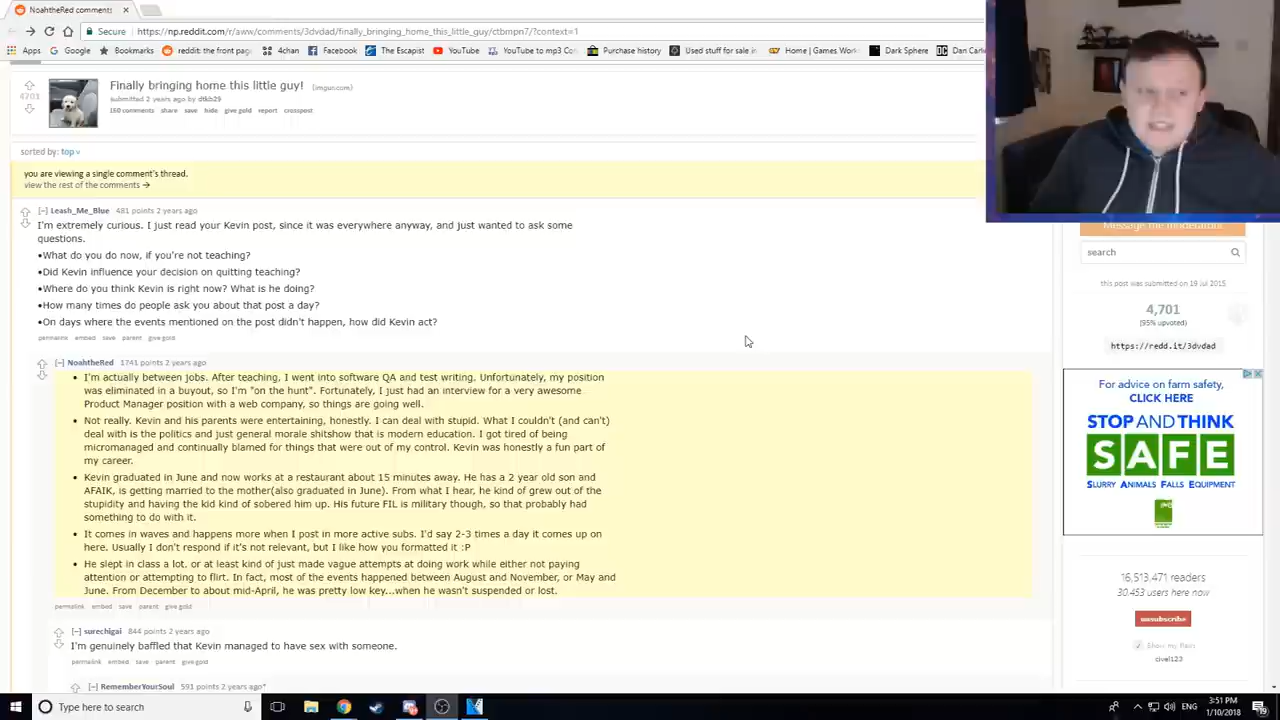 NoahtheRed comments
Secure
https://np.reddit.com/r/aww/comments/3dvdad/finally_bringing_home_this_little_guy/ctbmpn7/?context=1
Apps Google Bookmarks reddit: the front pag 4chan Facebook The Escapist YouTube YouTube to mp3 Con Purchase history Used stuff for sale in Home | Games Work Dark Sphere Dan Carl
4701
Finally bringing home this little guy! (imgur.com)
submitted 2 years ago by dtkb29
150 comments share save hide give gold report crosspost
sorted by: top
you are viewing a single comment's thread.
view the rest of the comments →
[–] Leash_Me_Blue 481 points 2 years ago
I'm extremely curious. I just read your Kevin post, since it was everywhere anyway, and just wanted to ask some
questions.
•What do you do now, if you're not teaching?
•Did Kevin influence your decision on quitting teaching?
•Where do you think Kevin is right now? What is he doing?
•How many times do people ask you about that post a day?
•On days where the events mentioned on the post didn't happen, how did Kevin act?
permalink embed save parent give gold
[–] NoahtheRed 1741 points 2 years ago
• I'm actually between jobs. After teaching, I went into software QA and test writing. Unfortunately, my position
was eliminated in a buyout, so I'm "on the hunt". Fortunately, I just had an interview for a very awesome
Product Manager position with a web company, so things are going well.
• Not really. Kevin and his parents were entertaining, honestly. I can deal with stupid. What I couldn't (and can't)
deal with is the politics and just general morale shitshow that is modern education. I got tired of being
micromanaged and continually blamed for things that were out of my control. Kevin was honestly a fun part of
my career.
• Kevin graduated in June and now works at a restaurant about 15 minutes away. He has a 2 year old son and
AFAIK, is getting married to the mother(also graduated in June). From what I hear, he kind of grew out of the
stupidity and having the kid kind of sobered him up. His future FIL is military though, so that probably had
something to do with it.
• It comes in waves and happens more when I post in more active subs. I'd say 2-3 times a day it comes up on
here. Usually I don't respond if it's not relevant, but I like how you formatted it :P
• He slept in class a lot, or at least kind of just made vague attempts at doing work while either not paying
attention or attempting to flirt. In fact, most of the events happened between August and November, or May and
June. From December to about mid-April, he was pretty low key...when he wasn't suspended or lost.
permalink embed save parent give gold
[–] surechigai 844 points 2 years ago
I'm genuinely baffled that Kevin managed to have sex with someone.
permalink embed save parent give gold
[–] RememberYourSoul 591 points 2 years ago*
Message the moderators
search
this post was submitted on 19 Jul 2015
4,701
(95% upvoted)
https://redd.it/3dvdad
For advice on farm safety,
CLICK HERE
STOP AND THINK
SAFE
SLURRY ANIMALS FALLS EQUIPMENT
16,513,471 readers
30,453 users here now
unsubscribe
Show my flair:
civel123
Type here to search
ENG
3:51 PM
1/10/2018
19